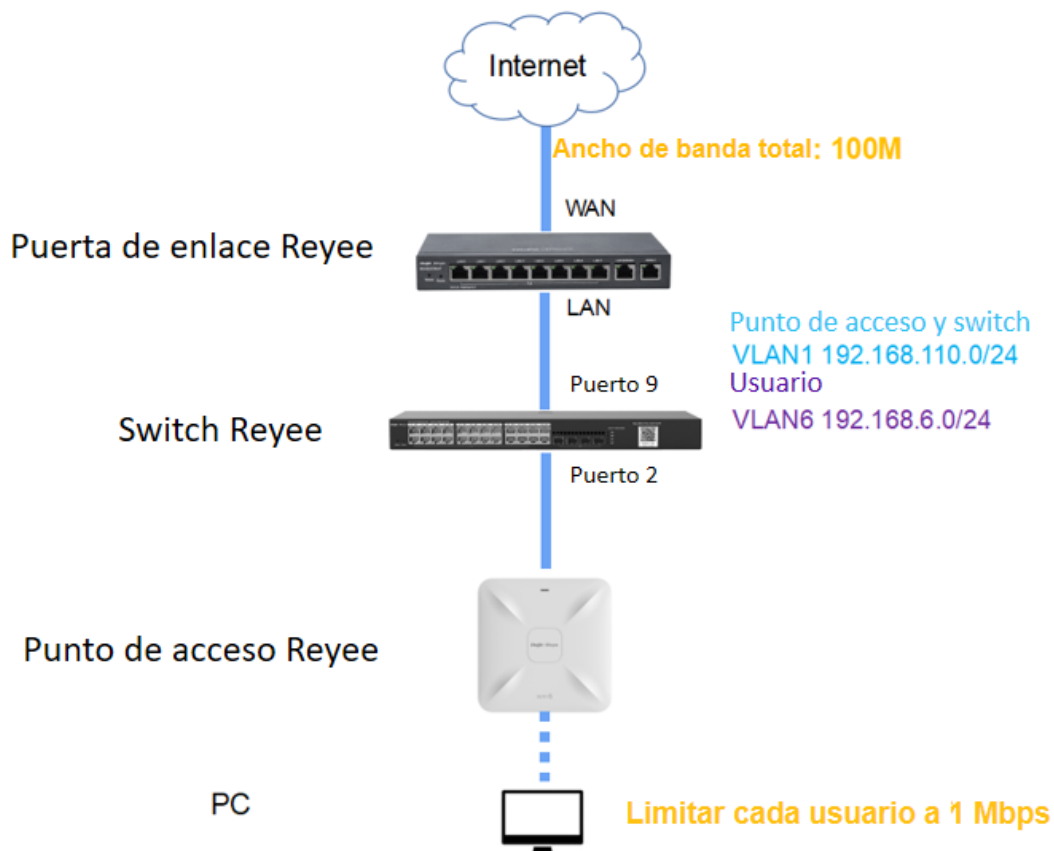 Internet
Ancho de banda total: 100M
WAN
Puerta de enlace Reyee
LAN
Punto de acceso y switch
VLAN1 192.168.110.0/24
Puerto 9
Usuario
Switch Reyee
VLAN6 192.168.6.0/24
Puerto 2
Punto de acceso Reyee
PC
Limitar cada usuario a 1 Mbps